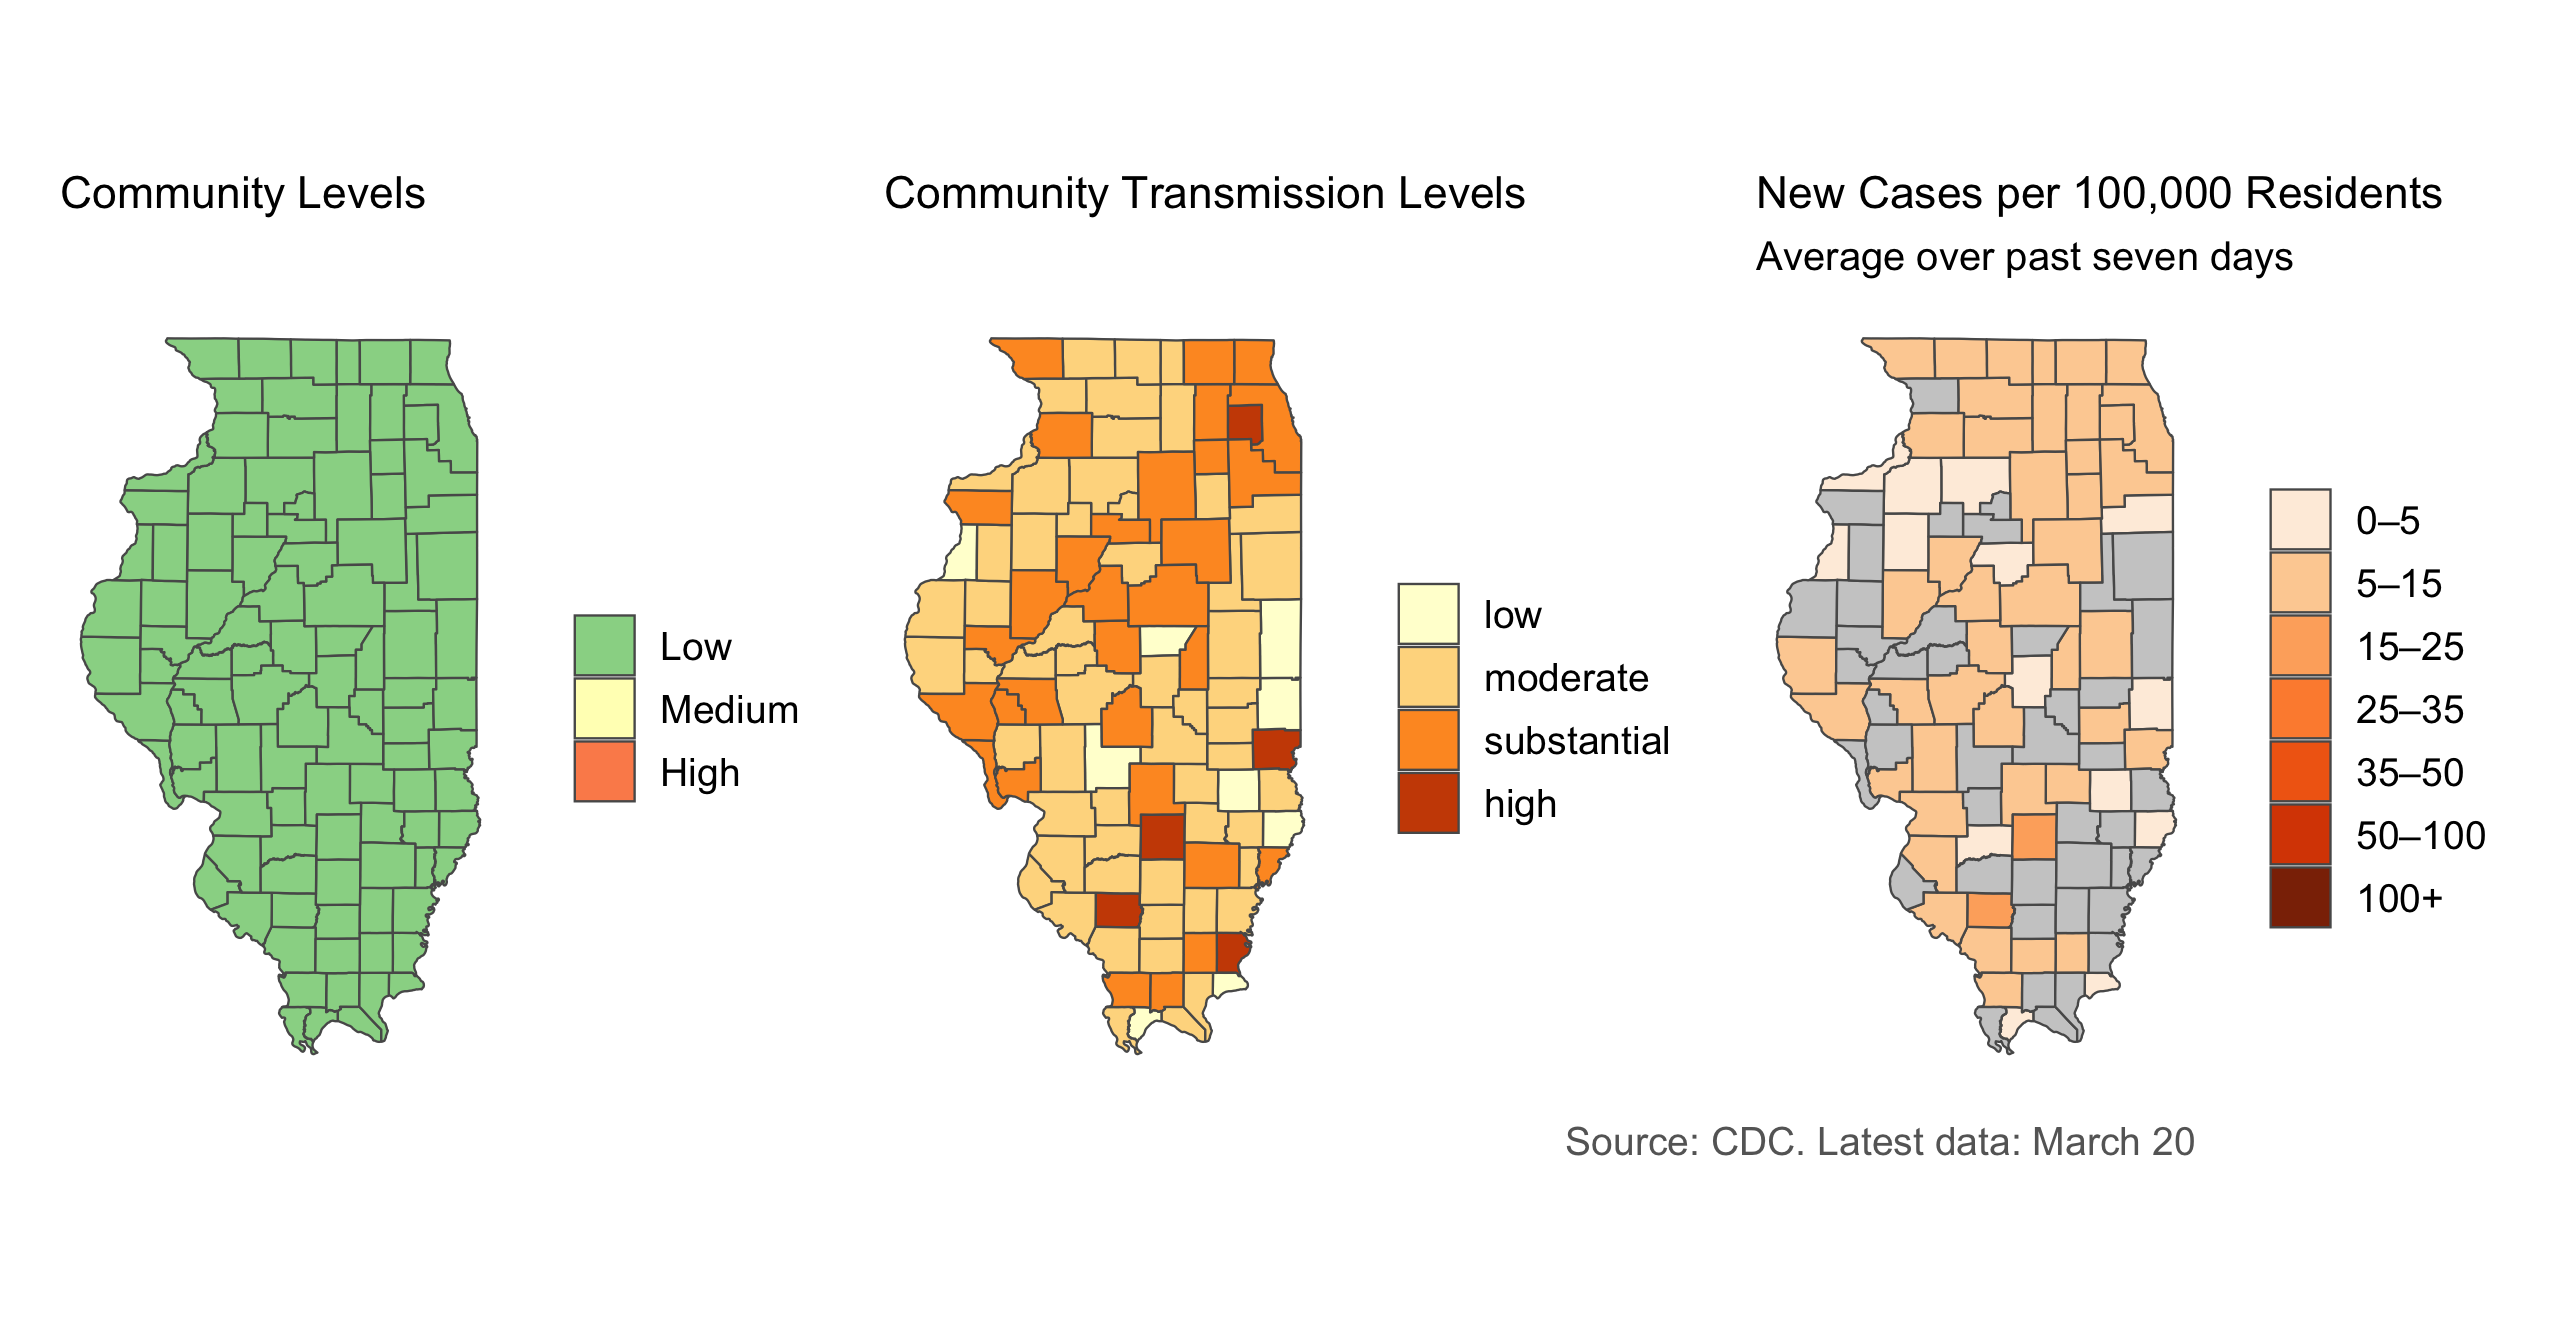 Community Levels
Low
Medium
High
Community Transmission Levels
low
moderate
substantial
high
New Cases per 100,000 Residents
Average over past seven days
0–5
5–15
15–25
25–35
35–50
50–100
100+
Source: CDC. Latest data: March 20